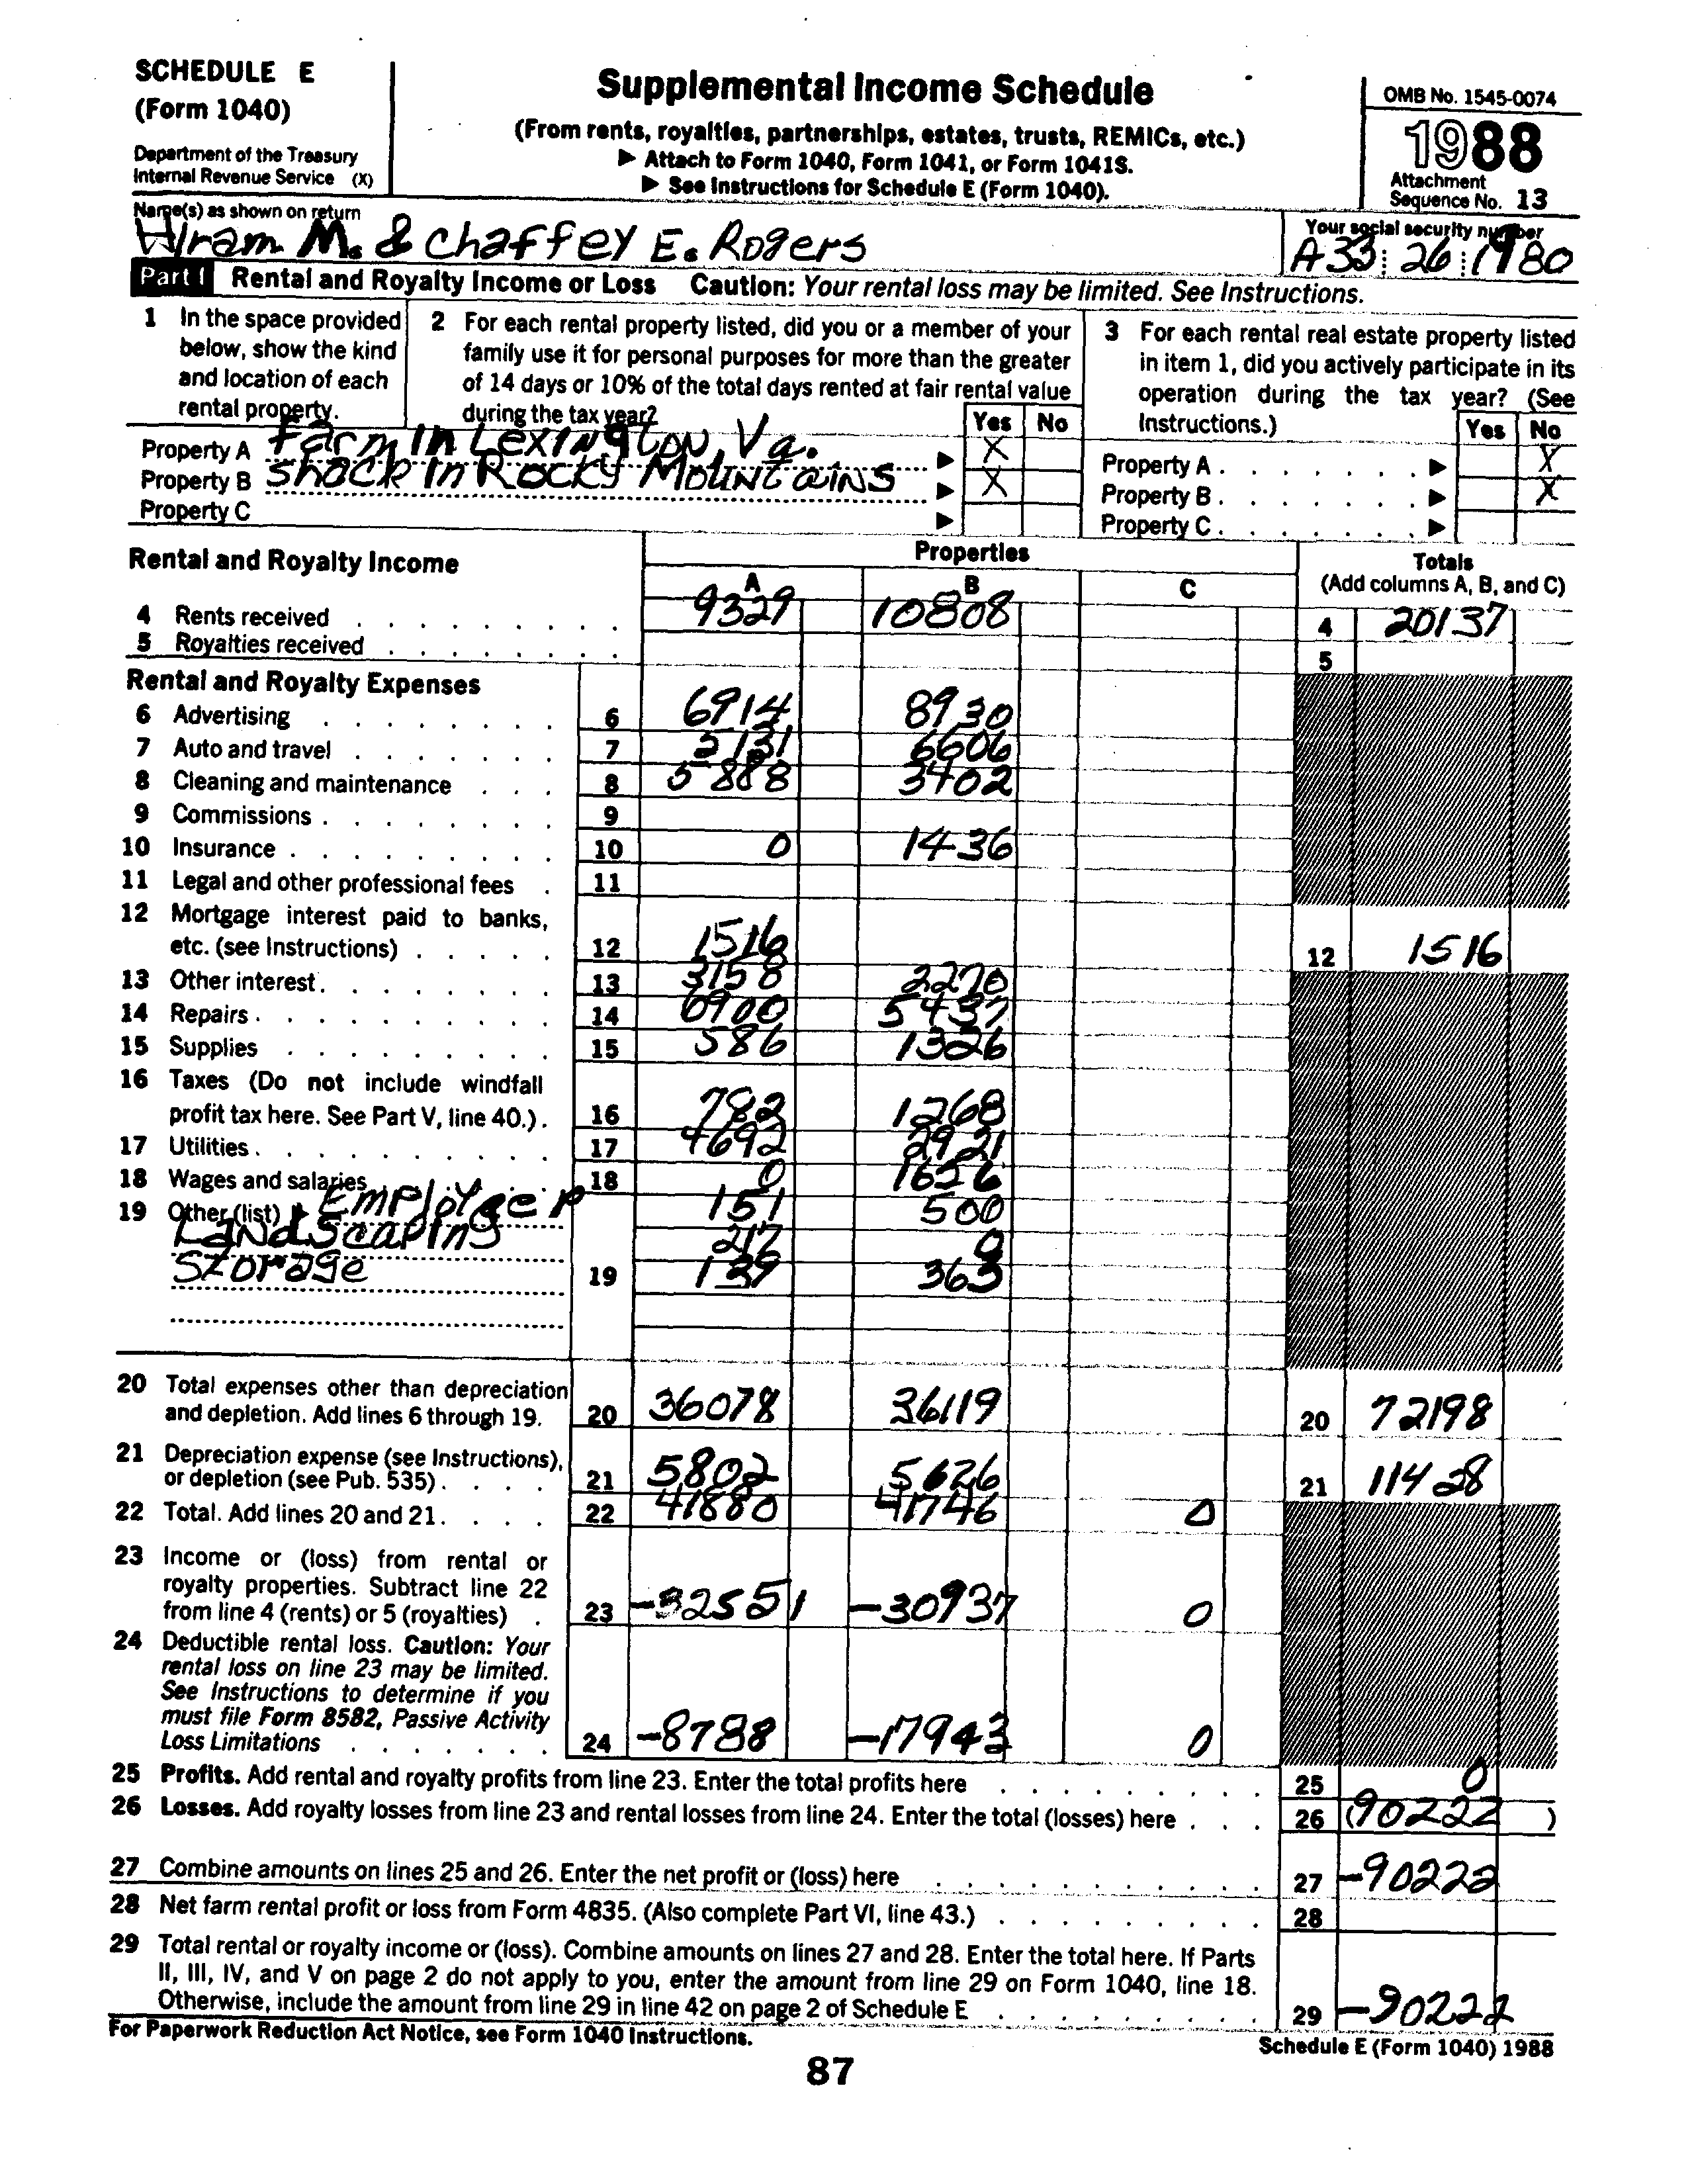 SCHEDULE E
(Form 1040)
Department of the Treasury
Internal Revenue Service (X)
Supplemental Income Schedule
(From rents, royalties, partnerships, estates, trusts, REMICs, etc.)
▶ Attach to Form 1040, Form 1041, or Form 1041S.
▶ See Instructions for Schedule E (Form 1040).
OMB No. 1545-0074
1988
Attachment
Sequence No. 13
Name(s) as shown on return
Hiram M. & Chaffey E. Rogers
Your social security number
A33 26 1980
Part I Rental and Royalty Income or Loss Caution: Your rental loss may be limited. See Instructions.
1 In the space provided
below, show the kind
and location of each
rental property.
2 For each rental property listed, did you or a member of your
family use it for personal purposes for more than the greater
of 14 days or 10% of the total days rented at fair rental value
during the tax year?
Yes No
3 For each rental real estate property listed
in item 1, did you actively participate in its
operation during the tax year? (See
Instructions.)
Yes No
Property A Farm in Lexington, Va. ▶ X
Property B Shack in Rocky Mountains ▶ X
Property C ▶
Property A ▶ X
Property B ▶ X
Property C ▶
Rental and Royalty Income
Properties
A B C
Totals
(Add columns A, B, and C)
4 Rents received 9329 10808 4 20137
5 Royalties received 5
Rental and Royalty Expenses
6 Advertising 6 6914 8930
7 Auto and travel 7 5131 6606
8 Cleaning and maintenance 8 5888 3402
9 Commissions 9
10 Insurance 10 0 1436
11 Legal and other professional fees 11
12 Mortgage interest paid to banks,
etc. (see Instructions) 12 1516 12 1516
13 Other interest 13 3158 2270
14 Repairs 14 6900 5437
15 Supplies 15 586 1326
16 Taxes (Do not include windfall
profit tax here. See Part V, line 40.) 16 782 1268
17 Utilities 17 4692 2921
18 Wages and salaries 18 0 1656
19 Other (list) ▶ Employer 151 500
Landscaping 217 0
Storage 19 139 363
20 Total expenses other than depreciation
and depletion. Add lines 6 through 19. 20 36078 36119 20 72198
21 Depreciation expense (see Instructions),
or depletion (see Pub. 535) 21 5802 5626 21 11428
22 Total. Add lines 20 and 21 22 41880 41746 0
23 Income or (loss) from rental or
royalty properties. Subtract line 22
from line 4 (rents) or 5 (royalties) 23 -32551 -30937 0
24 Deductible rental loss. Caution: Your
rental loss on line 23 may be limited.
See Instructions to determine if you
must file Form 8582, Passive Activity
Loss Limitations 24 -8788 -17943 0
25 Profits. Add rental and royalty profits from line 23. Enter the total profits here 25 0
26 Losses. Add royalty losses from line 23 and rental losses from line 24. Enter the total (losses) here 26 (90222 )
27 Combine amounts on lines 25 and 26. Enter the net profit or (loss) here 27 -90222
28 Net farm rental profit or loss from Form 4835. (Also complete Part VI, line 43.) 28
29 Total rental or royalty income or (loss). Combine amounts on lines 27 and 28. Enter the total here. If Parts
II, III, IV, and V on page 2 do not apply to you, enter the amount from line 29 on Form 1040, line 18.
Otherwise, include the amount from line 29 in line 42 on page 2 of Schedule E 29 -90222
For Paperwork Reduction Act Notice, see Form 1040 Instructions.
Schedule E (Form 1040) 1988
87